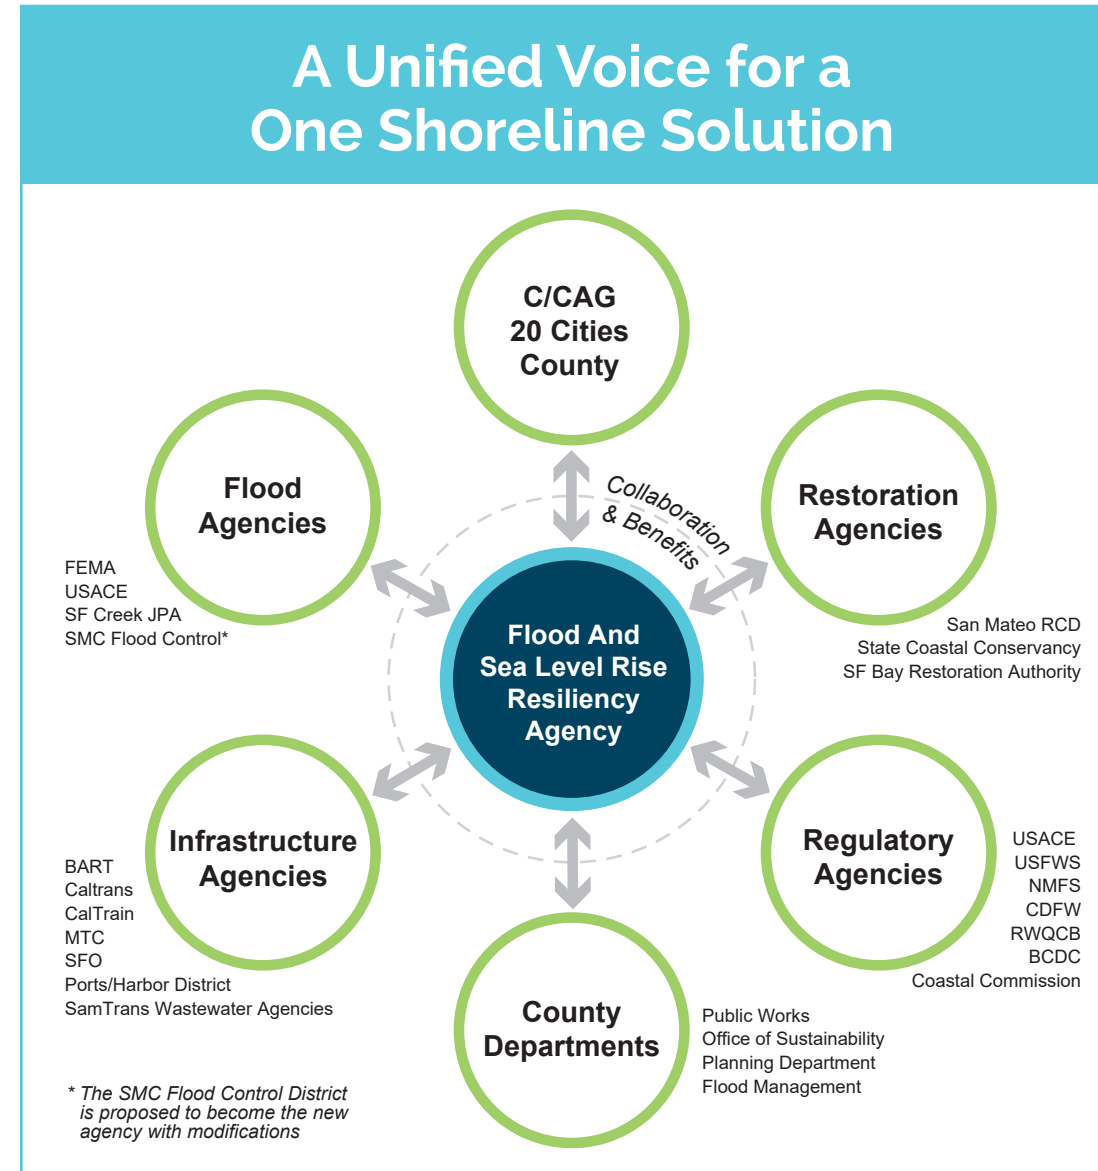 A Unified Voice for a
One Shoreline Solution
C/CAG
20 Cities
County
Flood
Agencies
FEMA
USACE
SF Creek JPA
SMC Flood Control*
Collaboration
& Benefits
Restoration
Agencies
San Mateo RCD
State Coastal Conservancy
SF Bay Restoration Authority
Flood And
Sea Level Rise
Resiliency
Agency
Infrastructure
Agencies
BART
Caltrans
CalTrain
MTC
SFO
Ports/Harbor District
SamTrans Wastewater Agencies
Regulatory
Agencies
USACE
USFWS
NMFS
CDFW
RWQCB
BCDC
Coastal Commission
County
Departments
Public Works
Office of Sustainability
Planning Department
Flood Management
* The SMC Flood Control District
is proposed to become the new
agency with modifications